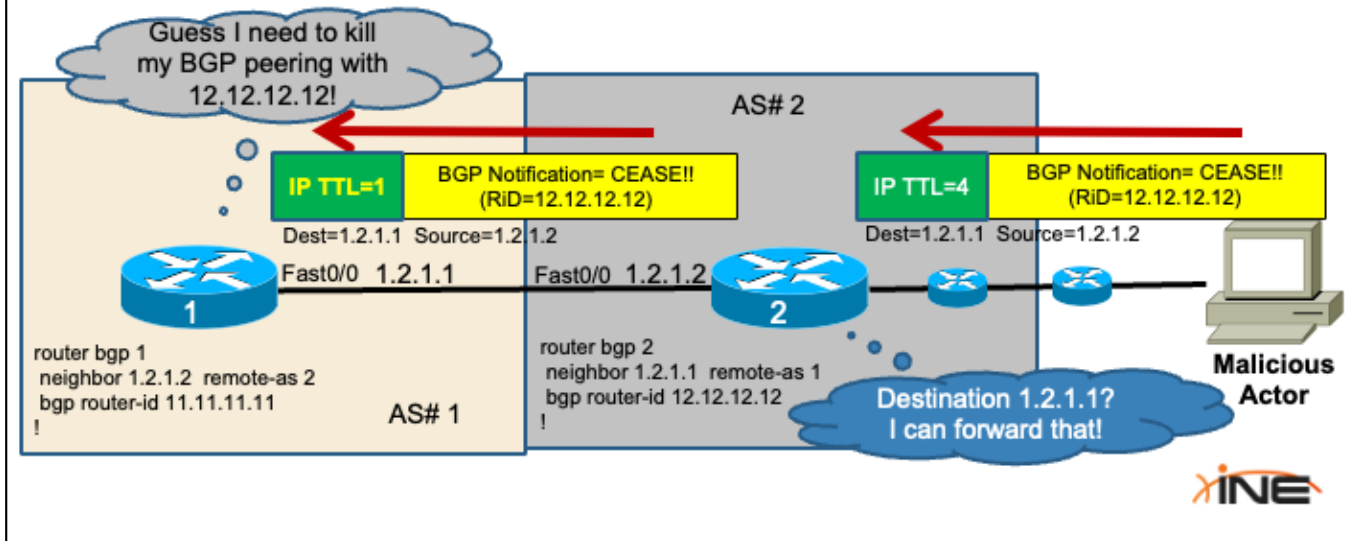 Guess I need to kill
my BGP peering with
12.12.12.12!
AS# 2
IP TTL=1
BGP Notification= CEASE!!
(RiD=12.12.12.12)
IP TTL=4
BGP Notification= CEASE!!
(RiD=12.12.12.12)
Dest=1.2.1.1 Source=1.2.1.2
Dest=1.2.1.1 Source=1.2.1.2
Fast0/0 1.2.1.1
Fast0/0 1.2.1.2
1
2
router bgp 1
neighbor 1.2.1.2 remote-as 2
bgp router-id 11.11.11.11
!
AS# 1
router bgp 2
neighbor 1.2.1.1 remote-as 1
bgp router-id 12.12.12.12
!
Destination 1.2.1.1?
I can forward that!
Malicious
Actor
INE